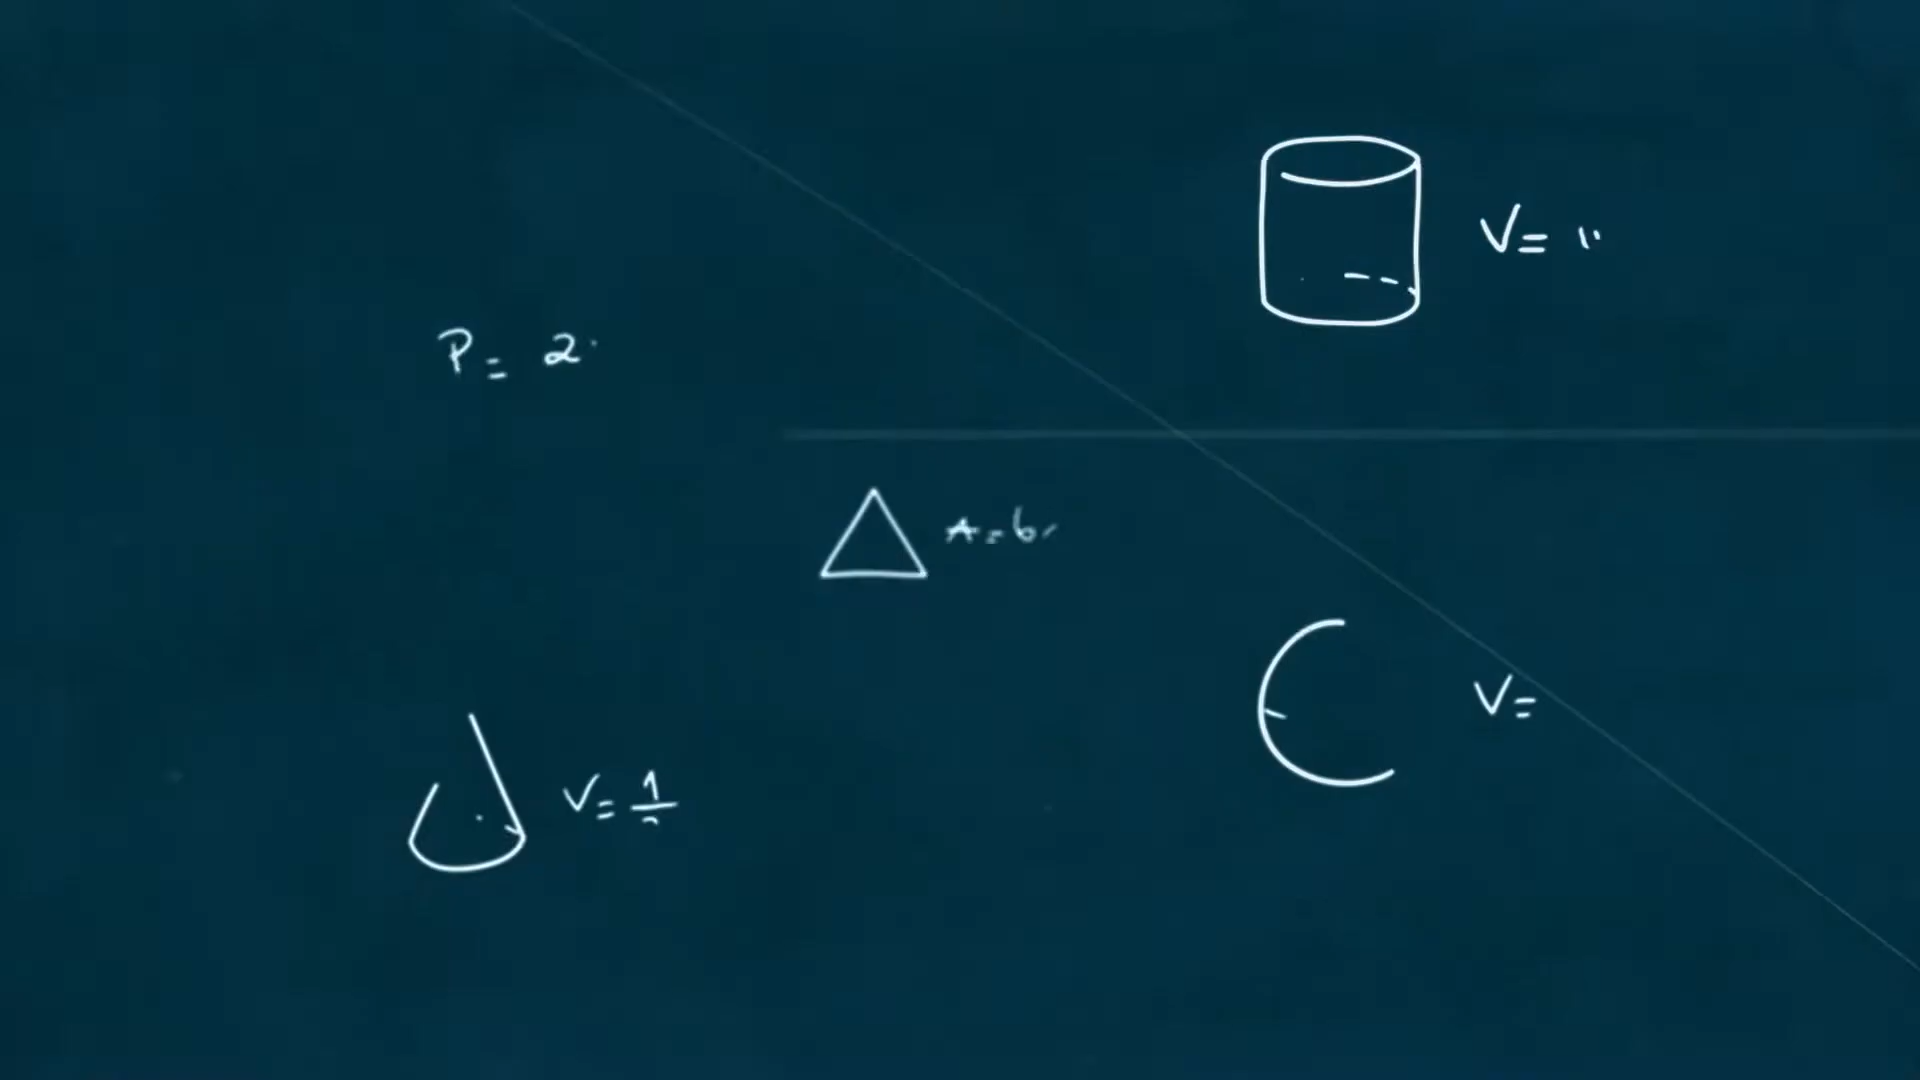 V=
P= 2
A=b
V=
V= 1